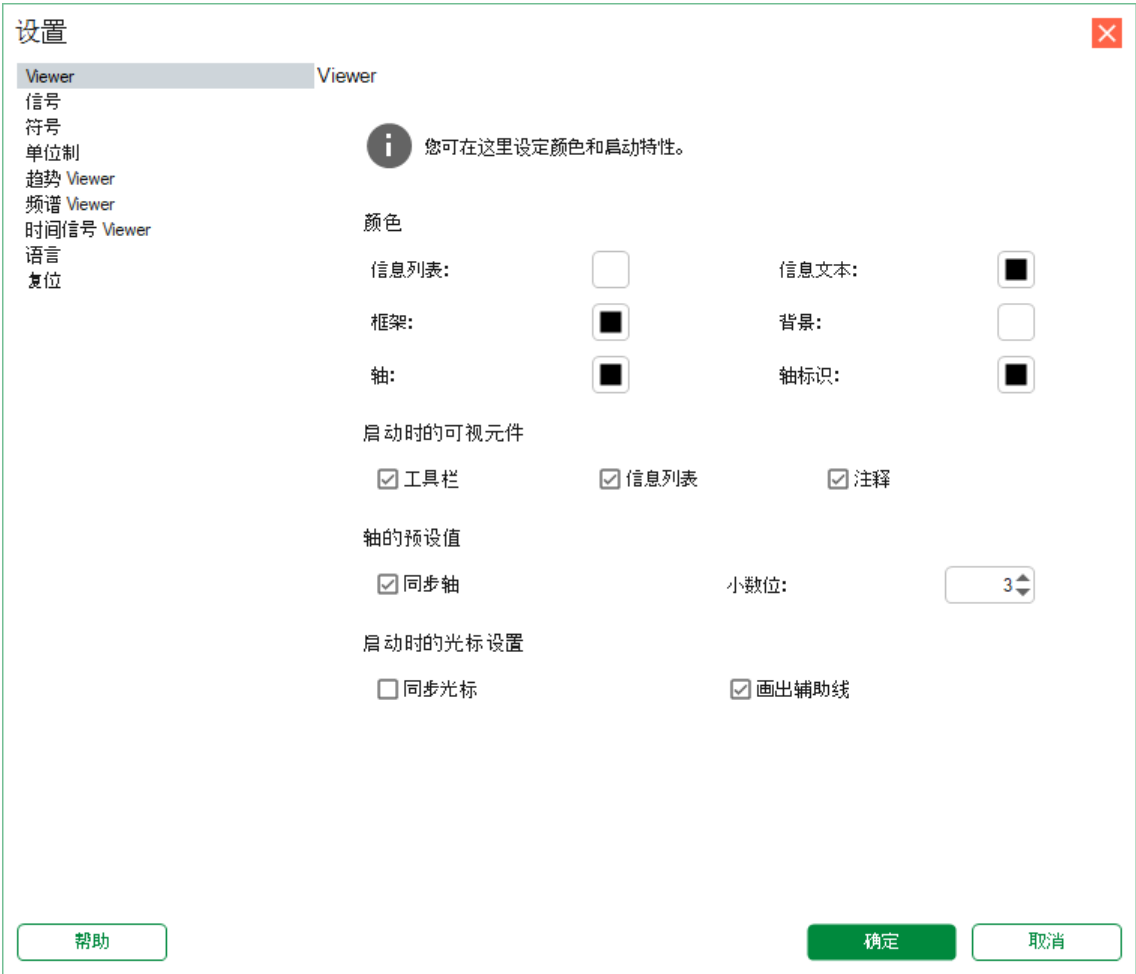 设置
Viewer
信号
符号
单位制
趋势 Viewer
频谱 Viewer
时间信号 Viewer
语言
复位
Viewer
您可在这里设定颜色和启动特性。
颜色
信息列表: 信息文本:
框架: 背景:
轴: 轴标识:
启动时的可视元件
工具栏 信息列表 注释
轴的预设值
同步轴 小数位: 3
启动时的光标设置
同步光标 画出辅助线
帮助 确定 取消